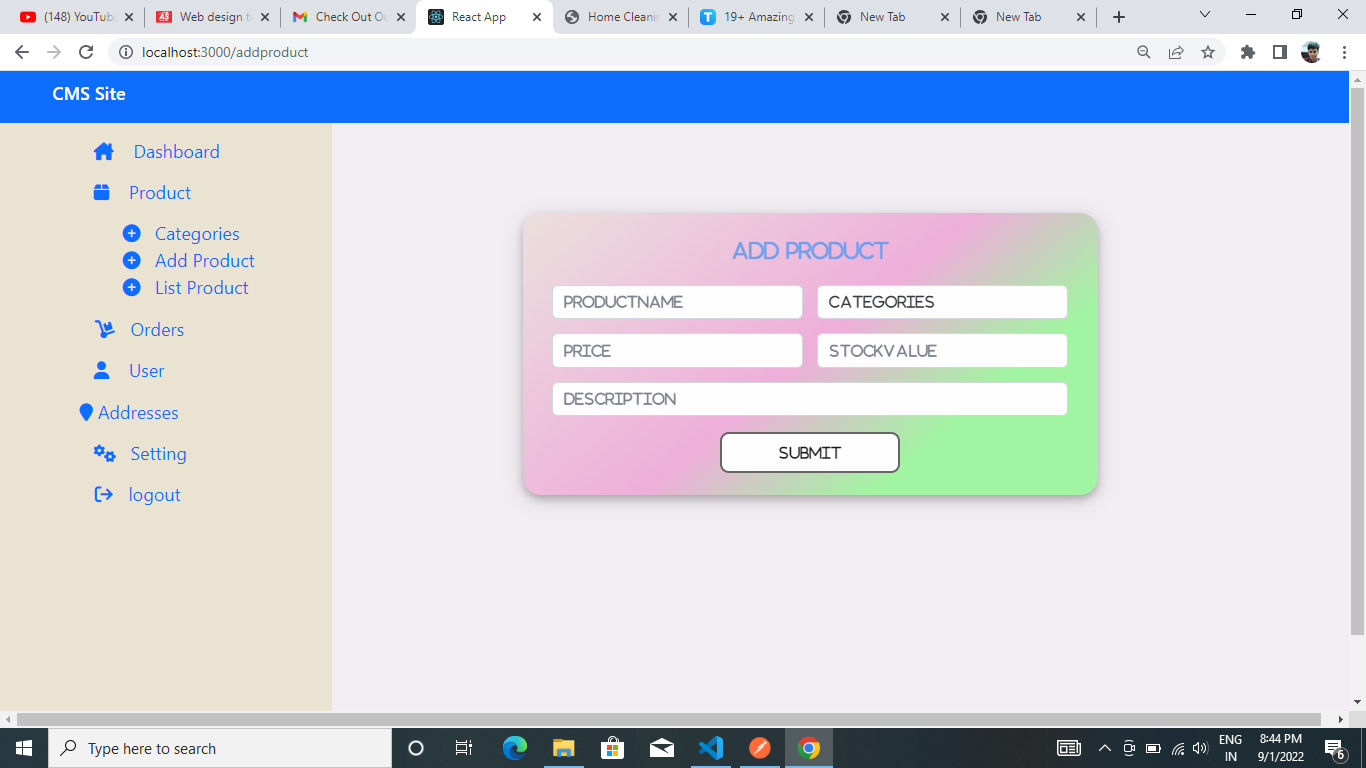 (148) YouTub
Web design t
Check Out Ou
React App
Home Cleani
19+ Amazing
New Tab
New Tab
localhost:3000/addproduct
CMS Site
Dashboard
Product
Categories
Add Product
List Product
Orders
User
Addresses
Setting
logout
ADD PRODUCT
PRODUCTNAME
CATEGORIES
PRICE
STOCKVALUE
DESCRIPTION
SUBMIT
Type here to search
ENG
IN
8:44 PM
9/1/2022
6